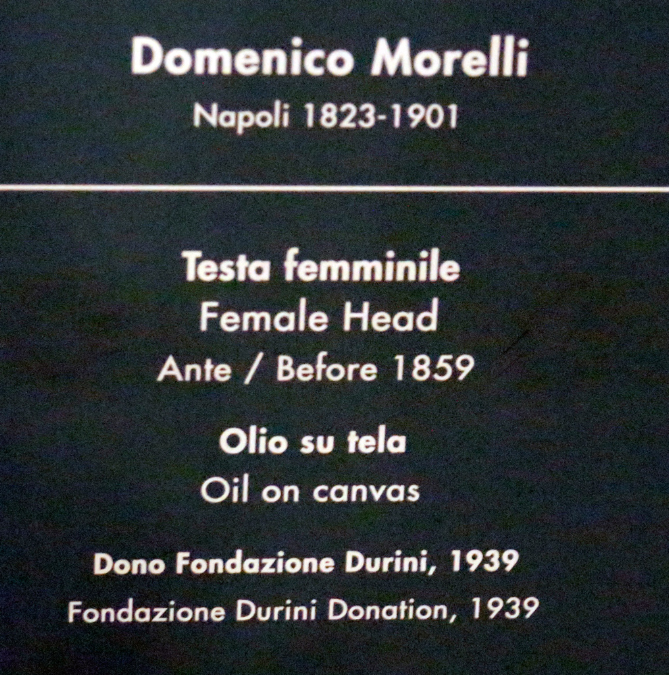 Domenico Morelli
Napoli 1823-1901
Testa femminile
Female Head
Ante / Before 1859
Olio su tela
Oil on canvas
Dono Fondazione Durini, 1939
Fondazione Durini Donation, 1939